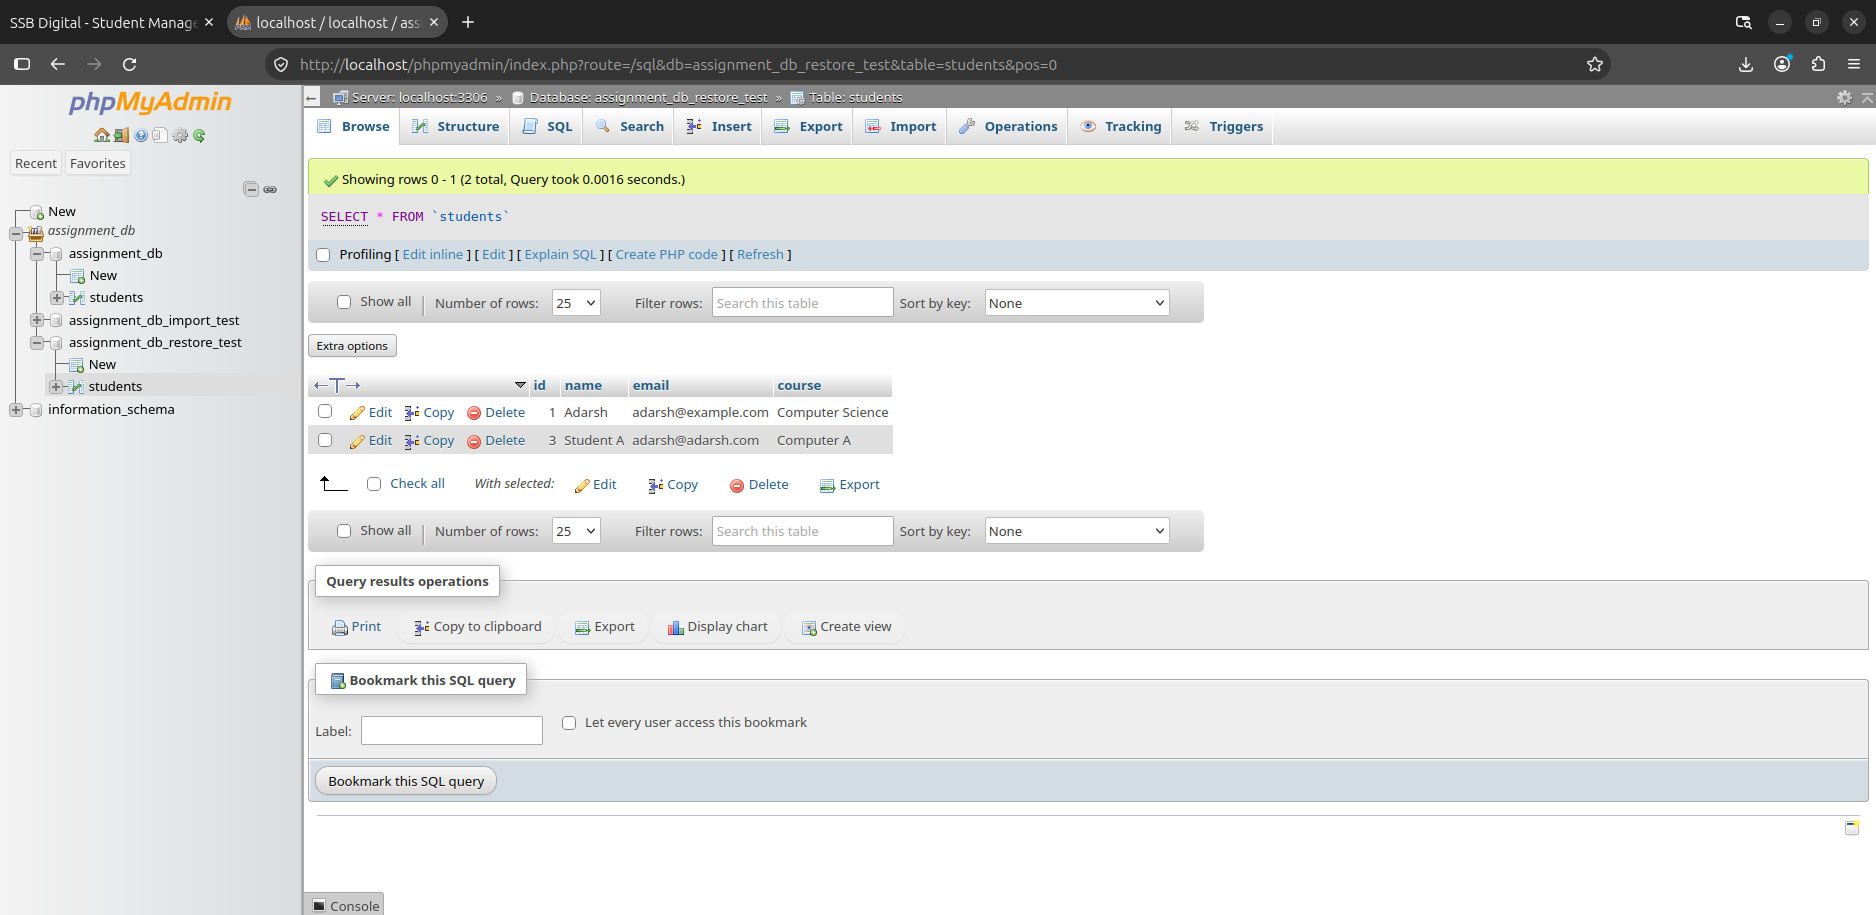 SSB Digital - Student Manag
localhost / localhost / ass
http://localhost/phpmyadmin/index.php?route=/sql&db=assignment_db_restore_test&table=students&pos=0
phpMyAdmin
Recent Favorites
New
assignment_db
assignment_db
New
students
assignment_db_import_test
assignment_db_restore_test
New
students
information_schema
Server: localhost:3306 » Database: assignment_db_restore_test » Table: students
Browse Structure SQL Search Insert Export Import Operations Tracking Triggers
Showing rows 0 - 1 (2 total, Query took 0.0016 seconds.)
SELECT * FROM `students`
Profiling [ Edit inline ] [ Edit ] [ Explain SQL ] [ Create PHP code ] [ Refresh ]
Show all Number of rows: 25 Filter rows: Search this table Sort by key: None
Extra options
id name email course
Edit Copy Delete 1 Adarsh adarsh@example.com Computer Science
Edit Copy Delete 3 Student A adarsh@adarsh.com Computer A
Check all With selected: Edit Copy Delete Export
Show all Number of rows: 25 Filter rows: Search this table Sort by key: None
Query results operations
Print Copy to clipboard Export Display chart Create view
Bookmark this SQL query
Label: Let every user access this bookmark
Bookmark this SQL query
Console